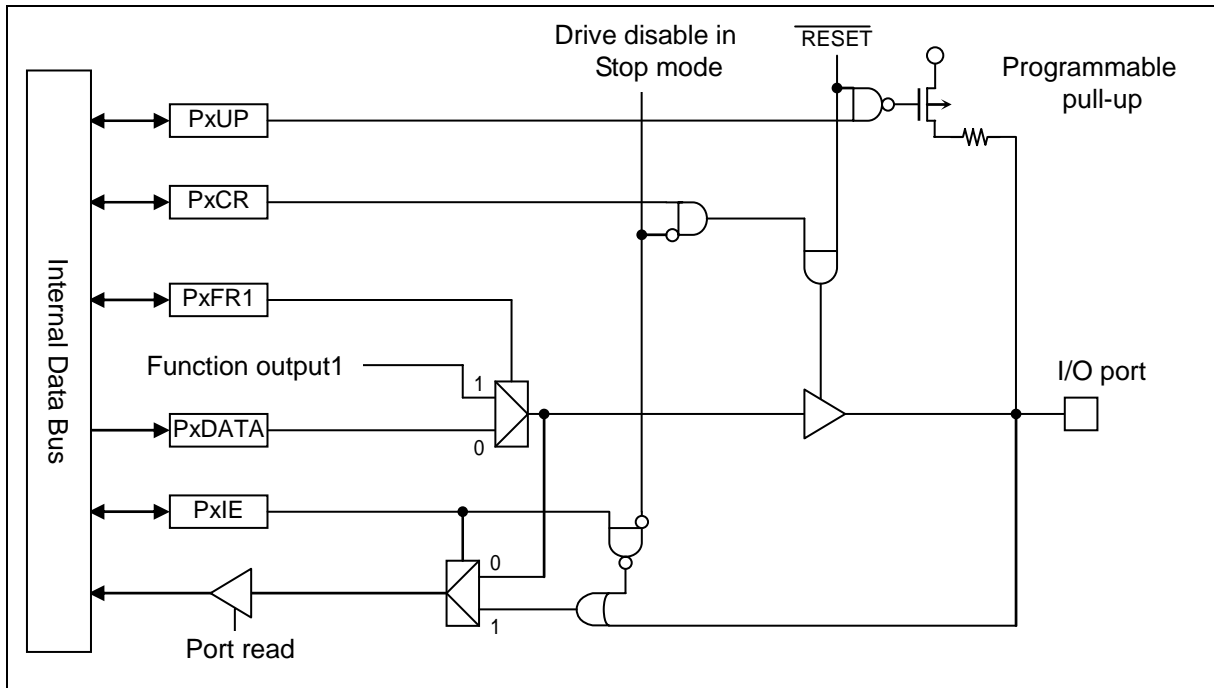 Drive disable in
Stop mode
RESET
Programmable
pull-up
Internal Data Bus
PxUP
PxCR
PxFR1
Function output1
1
I/O port
PxDATA
0
PxIE
0
1
Port read